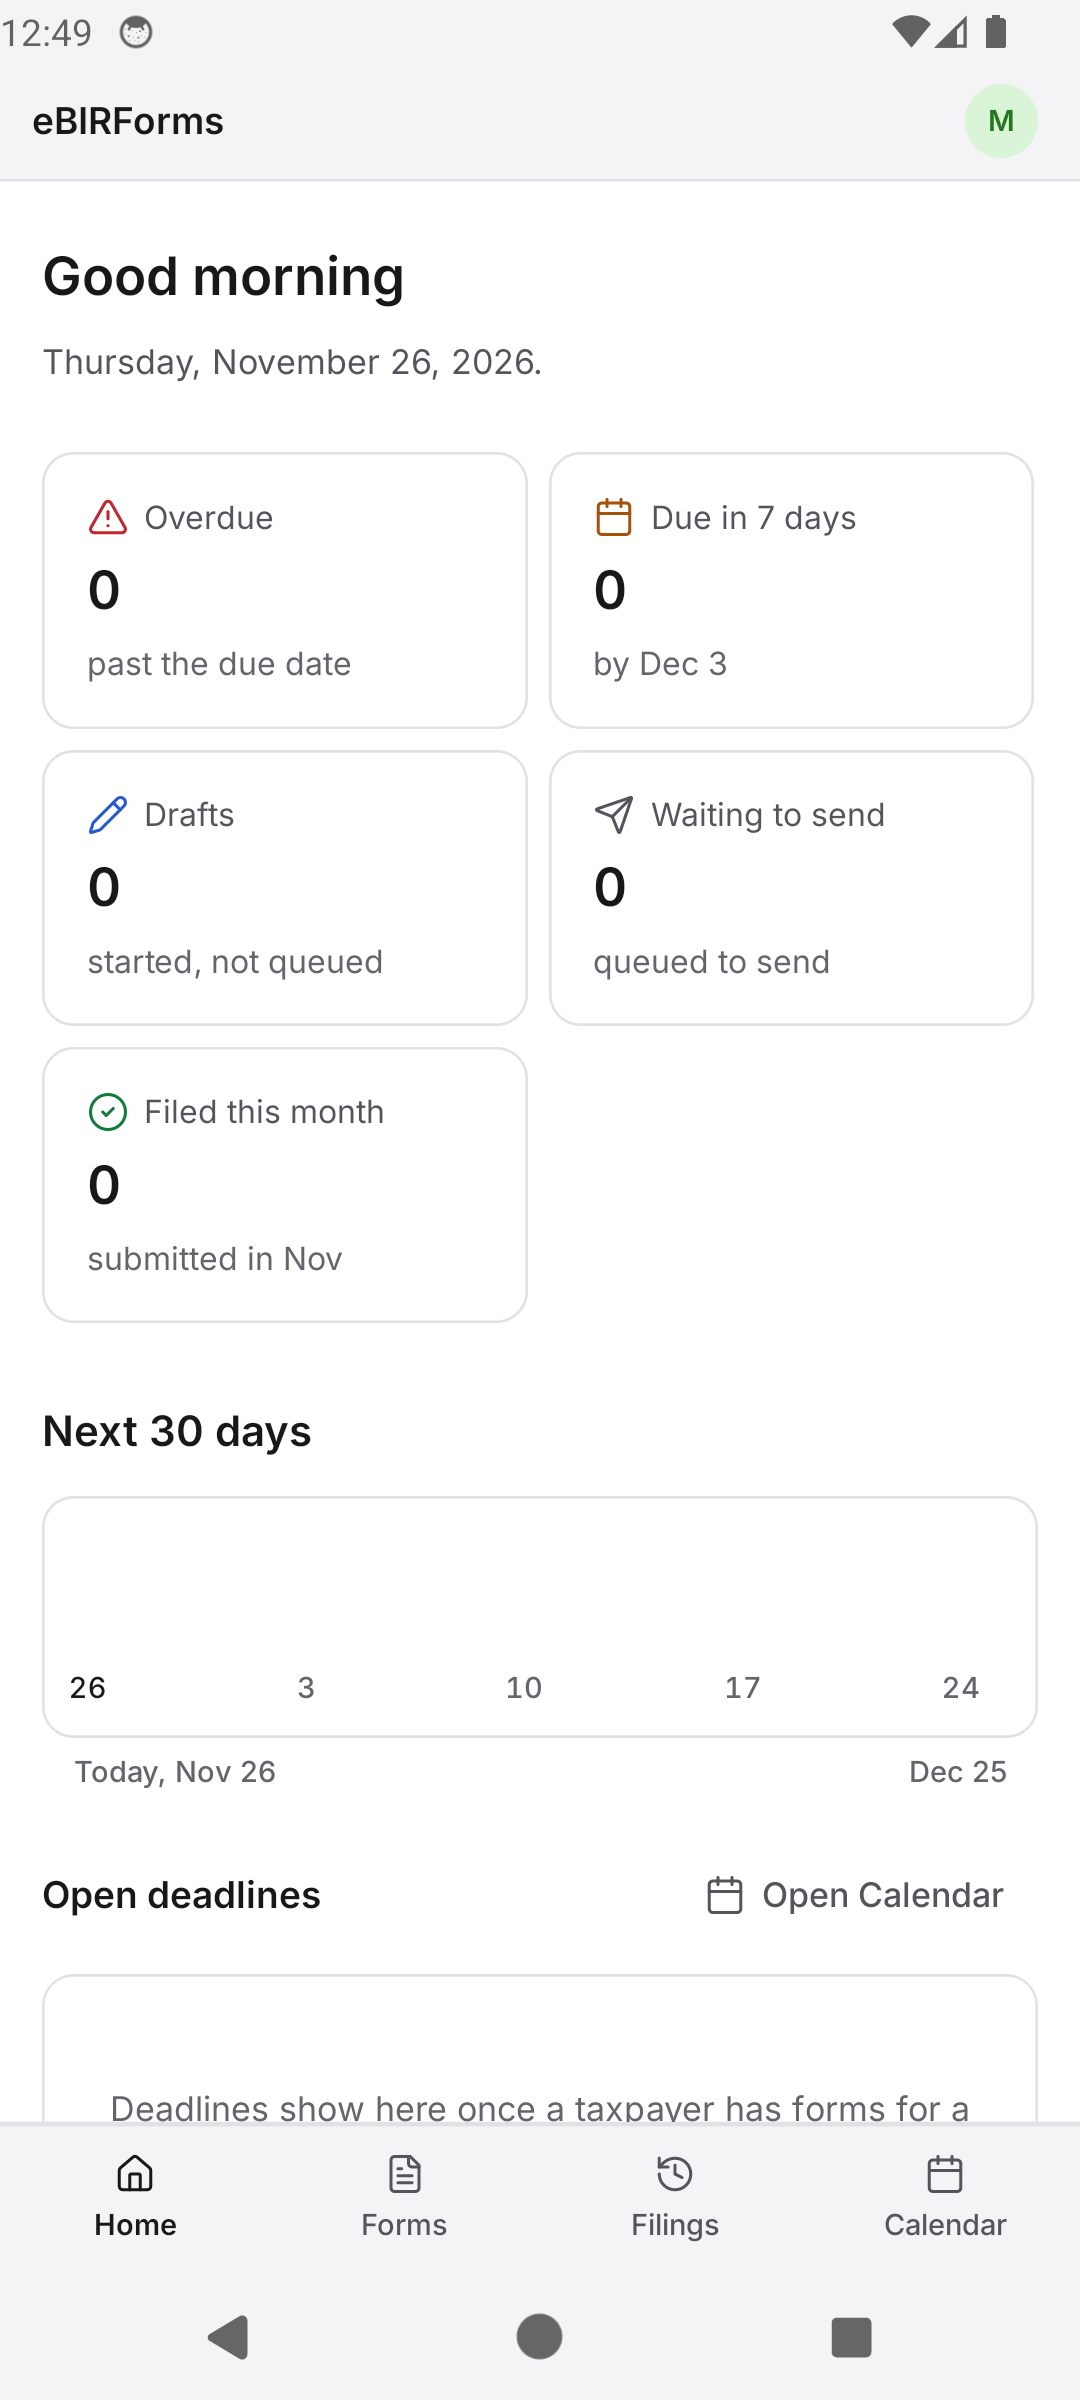 12:49
eBIRForms
M
Good morning
Thursday, November 26, 2026.
Overdue
0
past the due date
Due in 7 days
0
by Dec 3
Drafts
0
started, not queued
Waiting to send
0
queued to send
Filed this month
0
submitted in Nov
Next 30 days
26 3 10 17 24
Today, Nov 26 Dec 25
Open deadlines
Open Calendar
Deadlines show here once a taxpayer has forms for a
Home Forms Filings Calendar